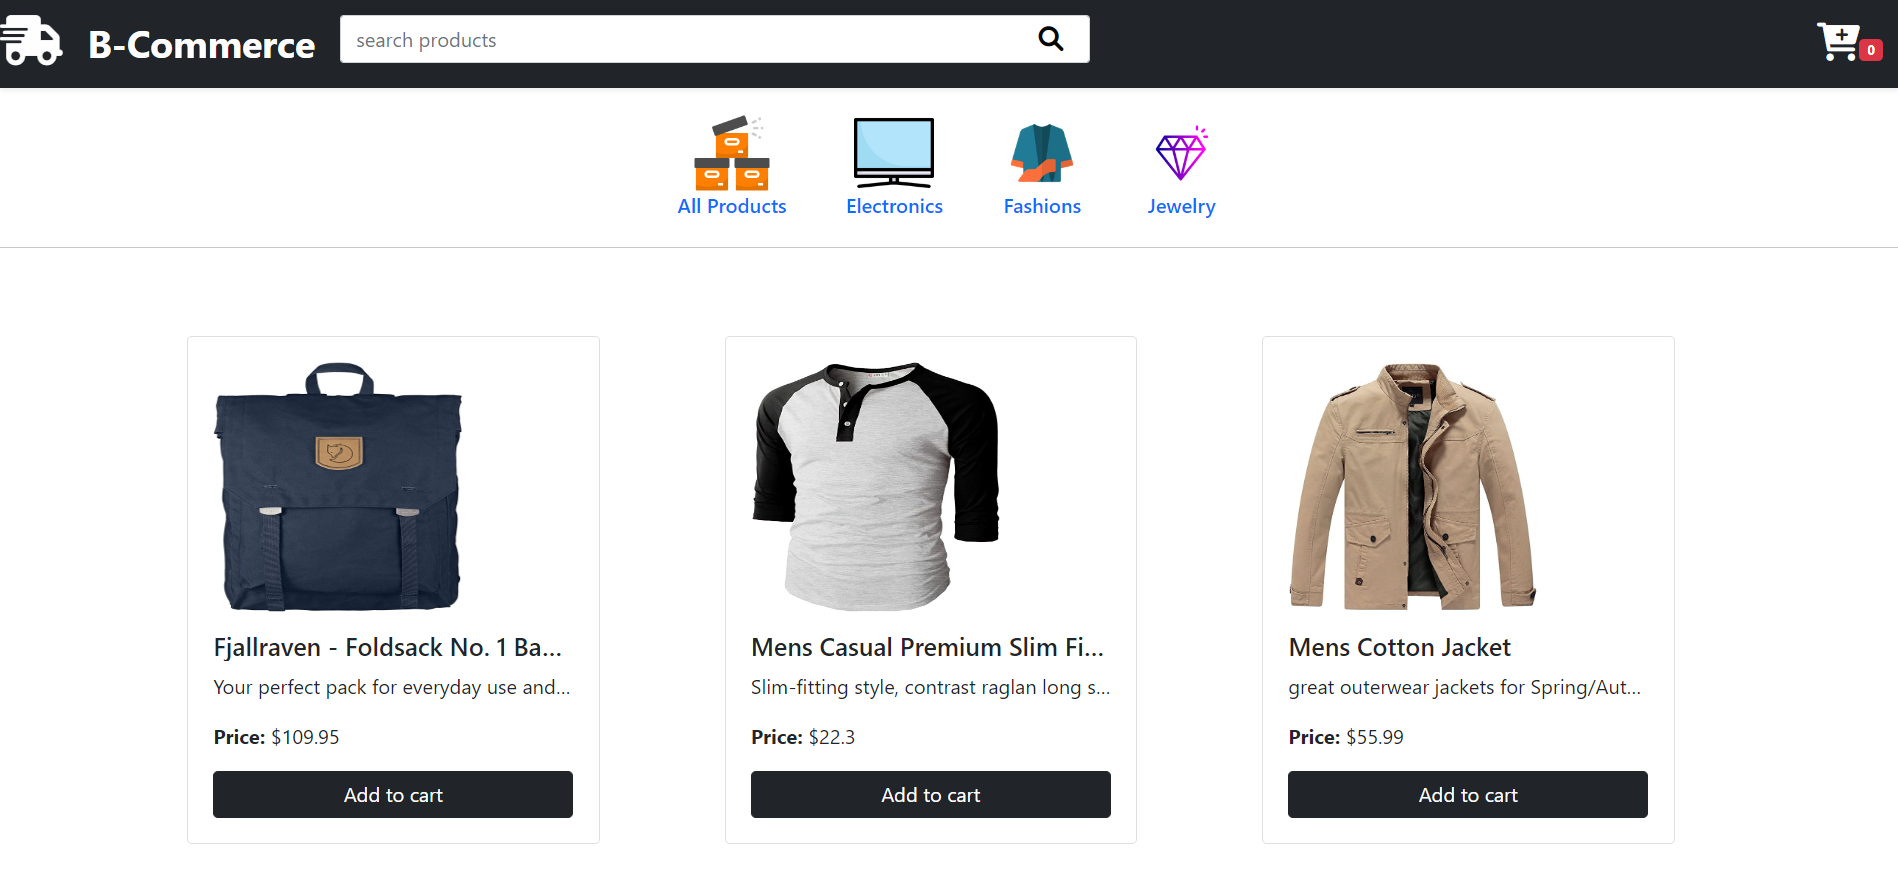 B-Commerce
search products
0
All Products
Electronics
Fashions
Jewelry
Fjallraven - Foldsack No. 1 Ba...
Your perfect pack for everyday use and...
Price: $109.95
Add to cart
Mens Casual Premium Slim Fi...
Slim-fitting style, contrast raglan long s...
Price: $22.3
Add to cart
Mens Cotton Jacket
great outerwear jackets for Spring/Aut...
Price: $55.99
Add to cart